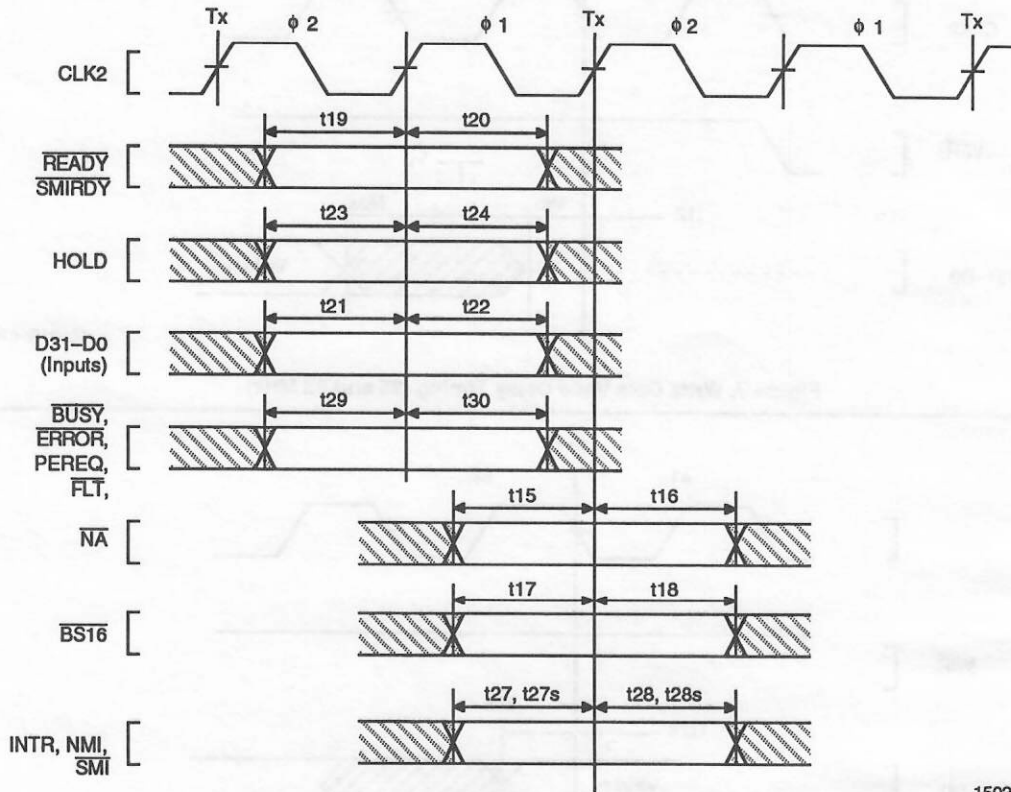 Tx ϕ 2 ϕ 1 Tx ϕ 2 ϕ 1 Tx
CLK2
t19 t20
READY
SMIRDY
t23 t24
HOLD
t21 t22
D31–D0
(Inputs)
t29 t30
BUSY,
ERROR,
PEREQ,
FLT,
t15 t16
NA
t17 t18
BS16
t27, t27s t28, t28s
INTR, NMI,
SMI